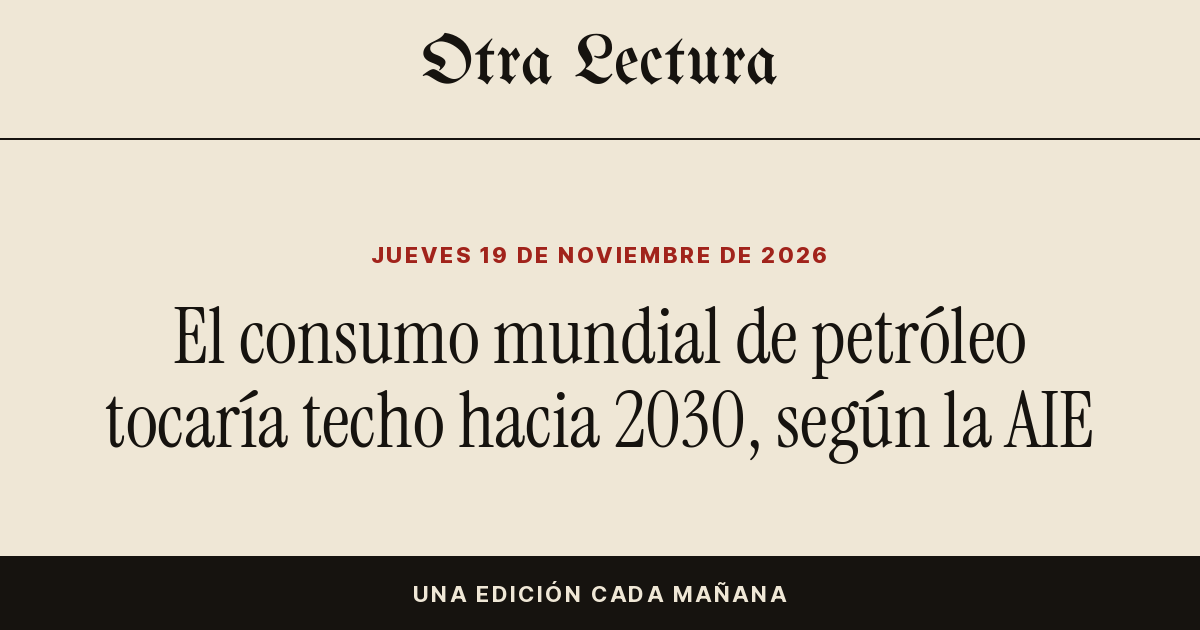 Otra Lectura
JUEVES 19 DE NOVIEMBRE DE 2026
El consumo mundial de petróleo
tocaría techo hacia 2030, según la AIE
UNA EDICIÓN CADA MAÑANA